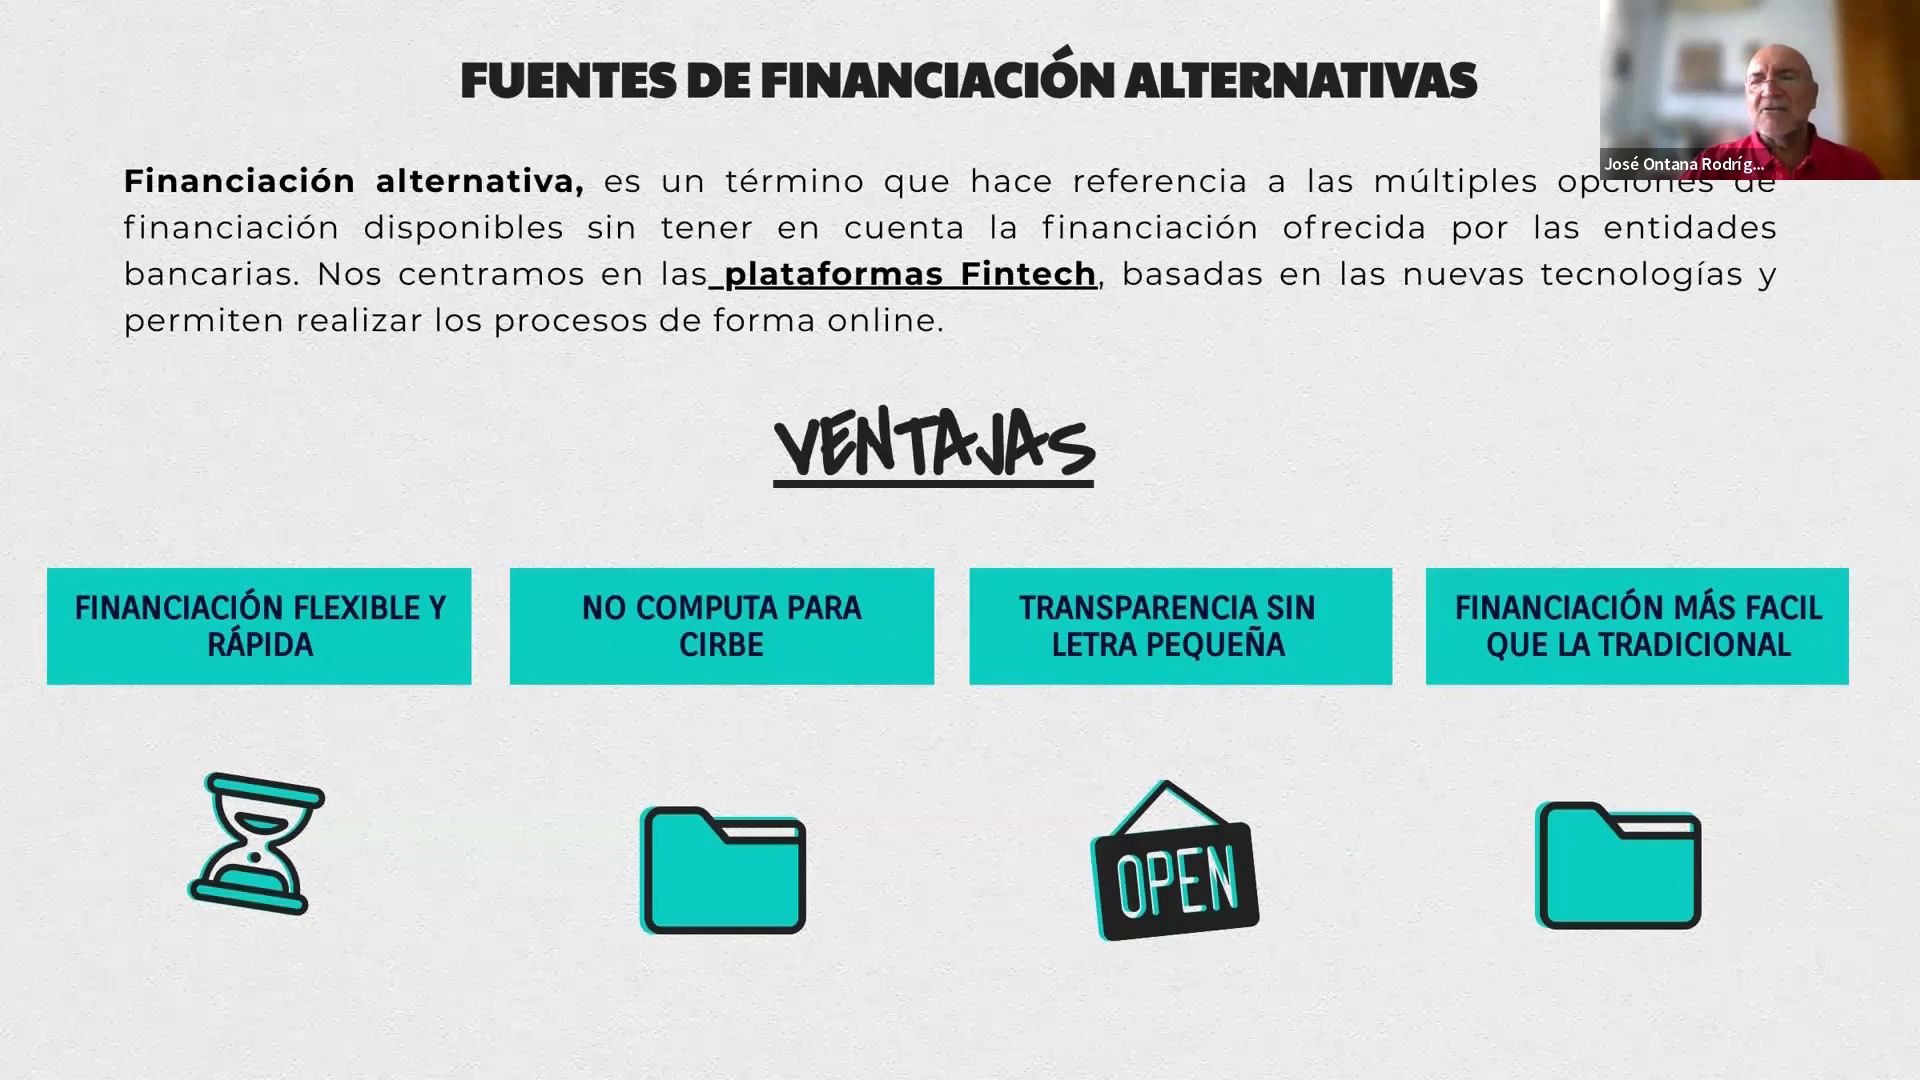 FUENTES DE FINANCIACIÓN ALTERNATIVAS
José Ontana Rodríg...
Financiación alternativa, es un término que hace referencia a las múltiples opciones de
financiación disponibles sin tener en cuenta la financiación ofrecida por las entidades
bancarias. Nos centramos en las plataformas Fintech, basadas en las nuevas tecnologías y
permiten realizar los procesos de forma online.
VENTAJAS
FINANCIACIÓN FLEXIBLE Y
RÁPIDA
NO COMPUTA PARA
CIRBE
TRANSPARENCIA SIN
LETRA PEQUEÑA
FINANCIACIÓN MÁS FACIL
QUE LA TRADICIONAL
OPEN